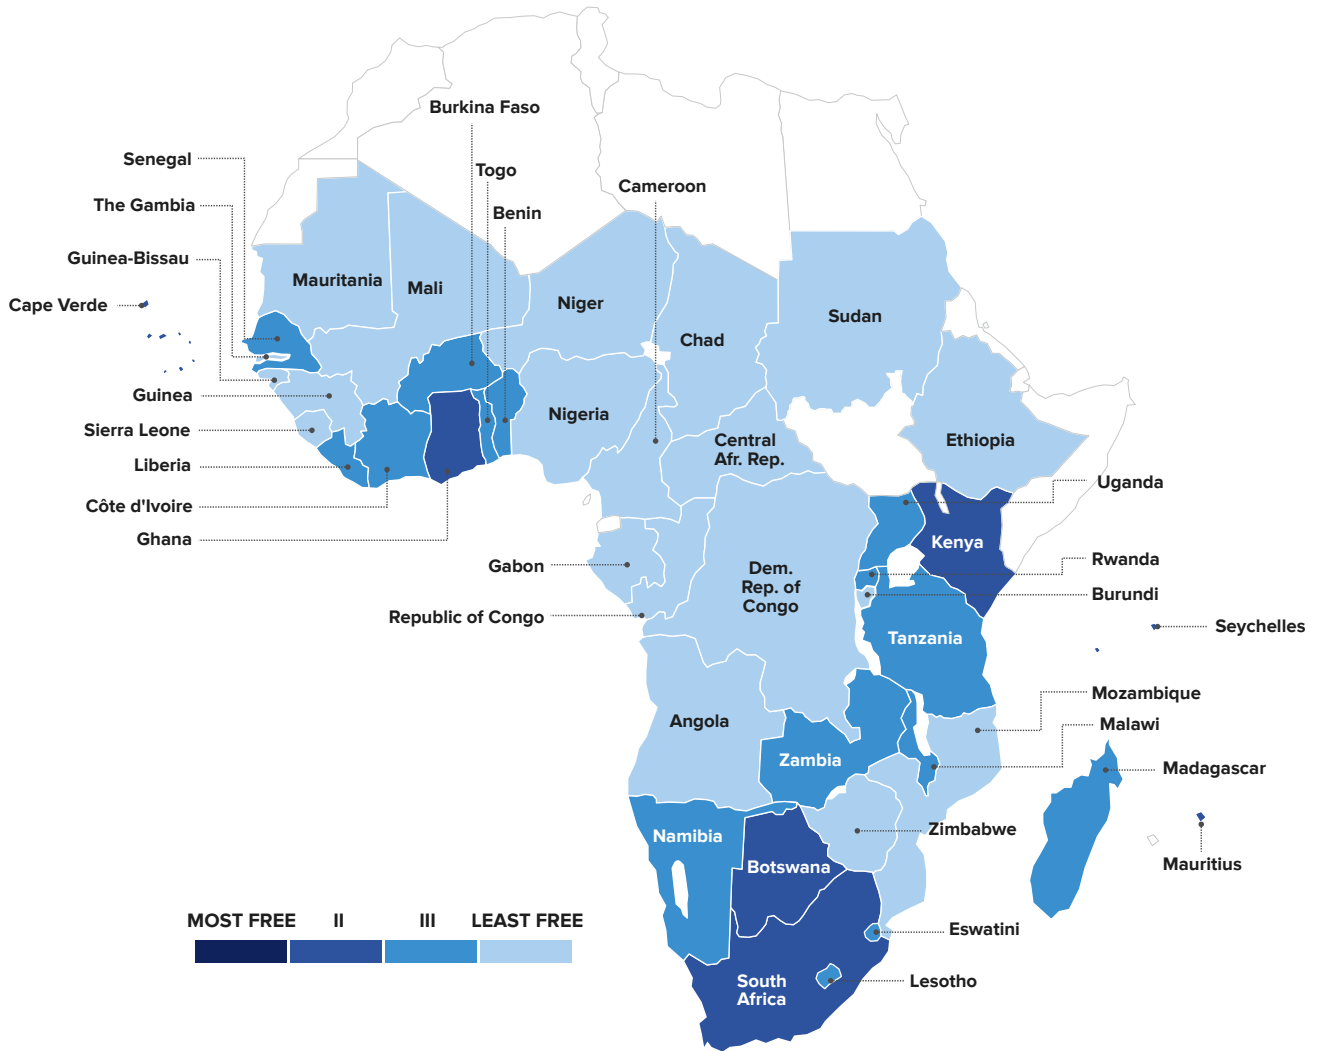 Burkina Faso
Senegal
Togo
Cameroon
The Gambia
Benin
Guinea-Bissau
Mauritania
Mali
Cape Verde
Niger
Sudan
Chad
Guinea
Nigeria
Sierra Leone
Central
Afr. Rep.
Ethiopia
Liberia
Uganda
Côte d'Ivoire
Ghana
Kenya
Rwanda
Gabon
Dem.
Rep. of
Congo
Burundi
Republic of Congo
Seychelles
Tanzania
Mozambique
Angola
Malawi
Zambia
Madagascar
Namibia
Zimbabwe
Mauritius
Botswana
MOST FREE II III LEAST FREE
Eswatini
South
Africa
Lesotho